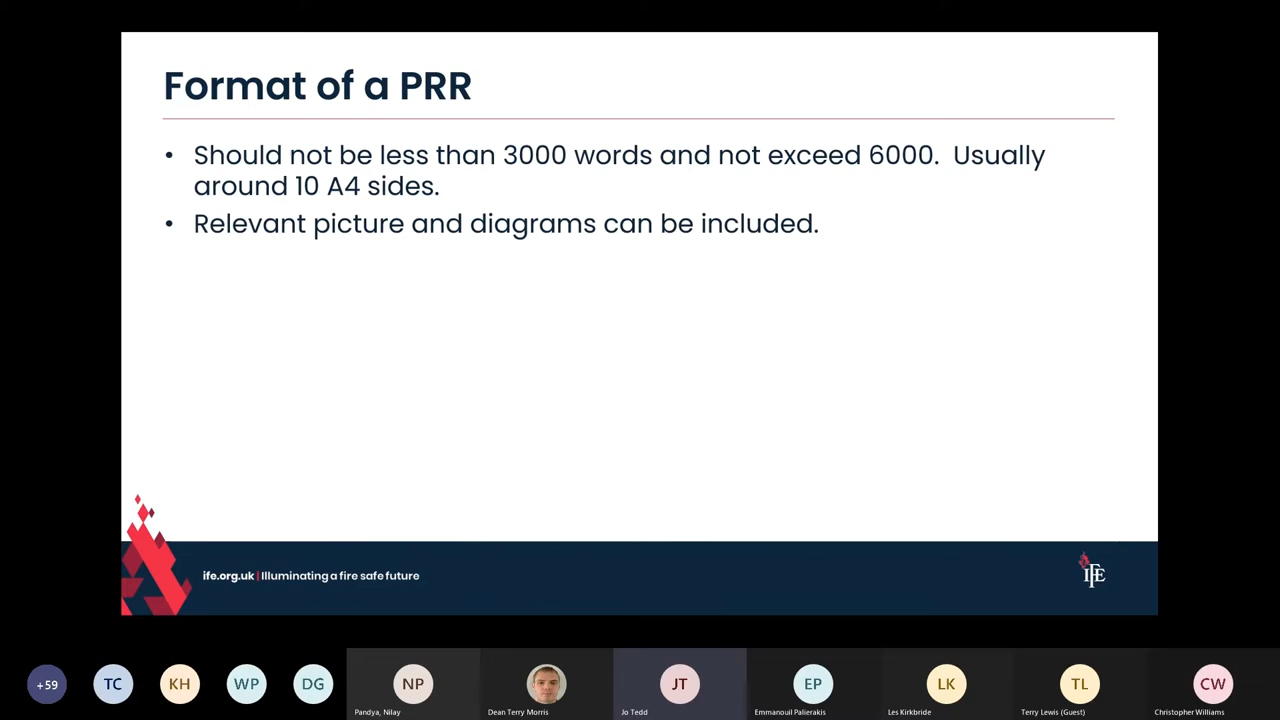 Format of a PRR
• Should not be less than 3000 words and not exceed 6000.  Usually
around 10 A4 sides.
• Relevant picture and diagrams can be included.
ife.org.uk | Illuminating a fire safe future
IFE
+59
TC
KH
WP
DG
NP
JT
EP
LK
TL
CW
Pandya, Nilay
Dean Terry Morris
Jo Tedd
Emmanouil Palierakis
Les Kirkbride
Terry Lewis (Guest)
Christopher Williams